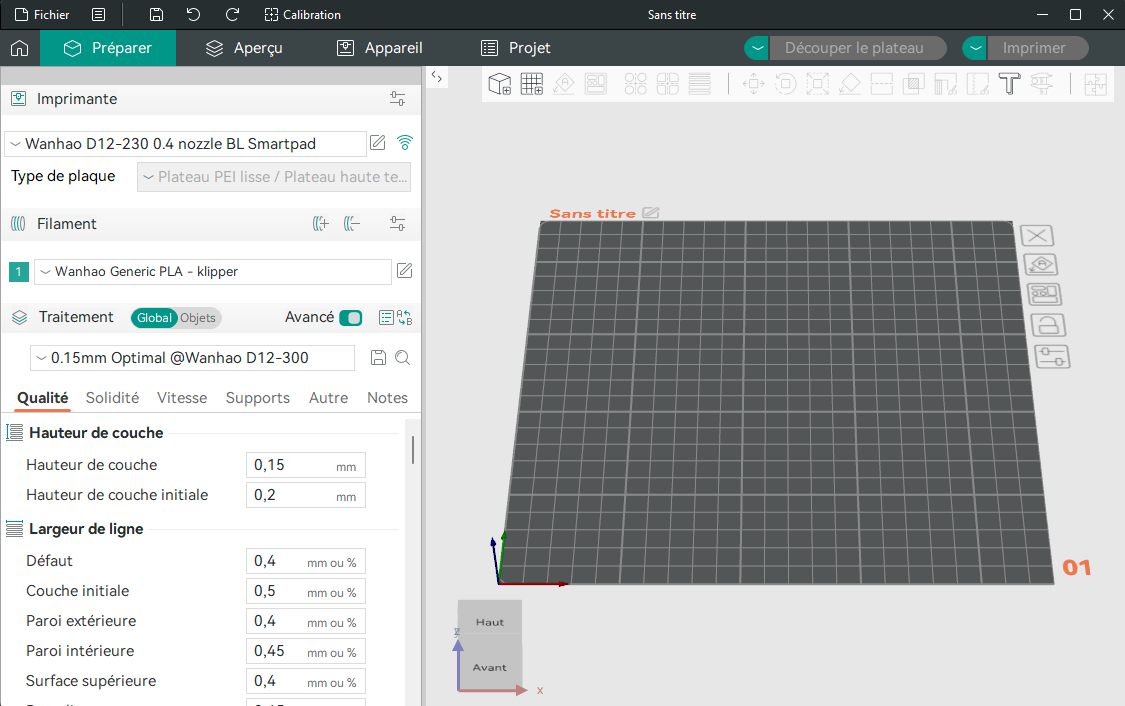 Fichier
Calibration
Sans titre
Préparer
Aperçu
Appareil
Projet
Découper le plateau
Imprimer
Imprimante
Wanhao D12-230 0.4 nozzle BL Smartpad
Type de plaque
Plateau PEI lisse / Plateau haute te...
Filament
1
Wanhao Generic PLA - klipper
Traitement
Global
Objets
Avancé
0.15mm Optimal @Wanhao D12-300
Qualité
Solidité
Vitesse
Supports
Autre
Notes
Hauteur de couche
Hauteur de couche 0,15 mm
Hauteur de couche initiale 0,2 mm
Largeur de ligne
Défaut 0,4 mm ou %
Couche initiale 0,5 mm ou %
Paroi extérieure 0,4 mm ou %
Paroi intérieure 0,45 mm ou %
Surface supérieure 0,4 mm ou %
Sans titre
01
Haut
Avant
z
x